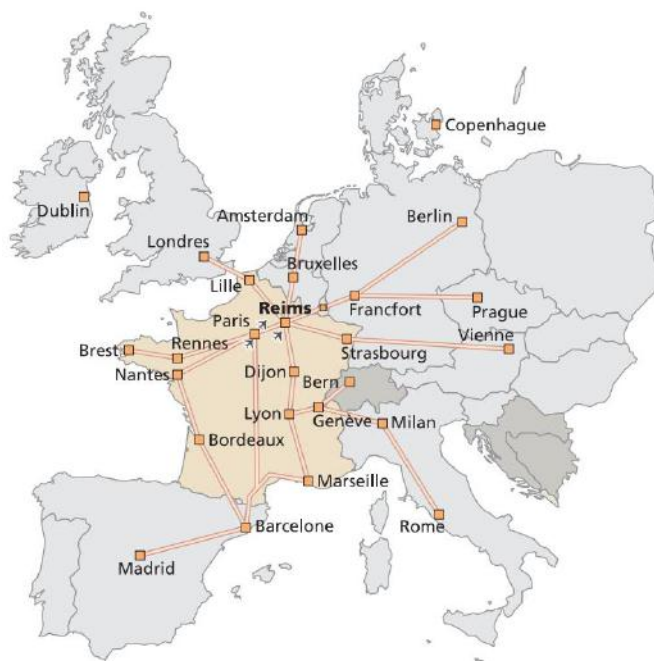 Copenhague
Dublin
Amsterdam
Berlin
Londres
Bruxelles
Lille
Reims
Francfort
Prague
Paris
Vienne
Rennes
Strasbourg
Brest
Nantes
Dijon
Bern
Lyon
Genève
Milan
Bordeaux
Marseille
Rome
Barcelone
Madrid